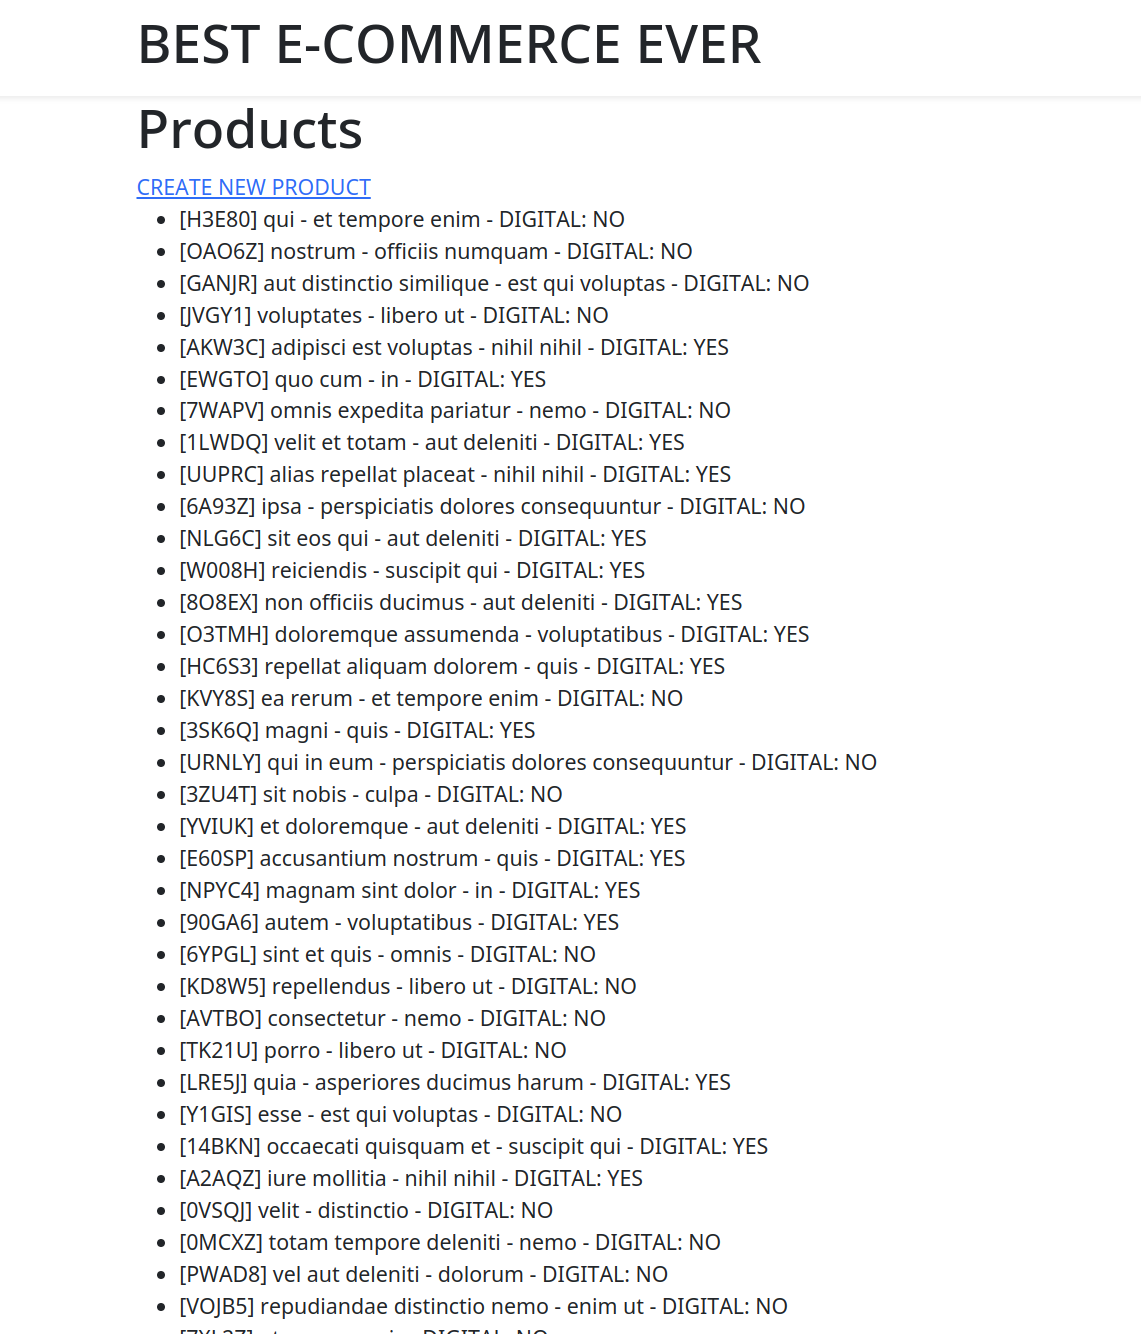 BEST E-COMMERCE EVER
Products
CREATE NEW PRODUCT
[H3E80] qui - et tempore enim - DIGITAL: NO
[OAO6Z] nostrum - officiis numquam - DIGITAL: NO
[GANJR] aut distinctio similique - est qui voluptas - DIGITAL: NO
[JVGY1] voluptates - libero ut - DIGITAL: NO
[AKW3C] adipisci est voluptas - nihil nihil - DIGITAL: YES
[EWGTO] quo cum - in - DIGITAL: YES
[7WAPV] omnis expedita pariatur - nemo - DIGITAL: NO
[1LWDQ] velit et totam - aut deleniti - DIGITAL: YES
[UUPRC] alias repellat placeat - nihil nihil - DIGITAL: YES
[6A93Z] ipsa - perspiciatis dolores consequuntur - DIGITAL: NO
[NLG6C] sit eos qui - aut deleniti - DIGITAL: YES
[W008H] reiciendis - suscipit qui - DIGITAL: YES
[8O8EX] non officiis ducimus - aut deleniti - DIGITAL: YES
[O3TMH] doloremque assumenda - voluptatibus - DIGITAL: YES
[HC6S3] repellat aliquam dolorem - quis - DIGITAL: YES
[KVY8S] ea rerum - et tempore enim - DIGITAL: NO
[3SK6Q] magni - quis - DIGITAL: YES
[URNLY] qui in eum - perspiciatis dolores consequuntur - DIGITAL: NO
[3ZU4T] sit nobis - culpa - DIGITAL: NO
[YVIUK] et doloremque - aut deleniti - DIGITAL: YES
[E60SP] accusantium nostrum - quis - DIGITAL: YES
[NPYC4] magnam sint dolor - in - DIGITAL: YES
[90GA6] autem - voluptatibus - DIGITAL: YES
[6YPGL] sint et quis - omnis - DIGITAL: NO
[KD8W5] repellendus - libero ut - DIGITAL: NO
[AVTBO] consectetur - nemo - DIGITAL: NO
[TK21U] porro - libero ut - DIGITAL: NO
[LRE5J] quia - asperiores ducimus harum - DIGITAL: YES
[Y1GIS] esse - est qui voluptas - DIGITAL: NO
[14BKN] occaecati quisquam et - suscipit qui - DIGITAL: YES
[A2AQZ] iure mollitia - nihil nihil - DIGITAL: YES
[0VSQJ] velit - distinctio - DIGITAL: NO
[0MCXZ] totam tempore deleniti - nemo - DIGITAL: NO
[PWAD8] vel aut deleniti - dolorum - DIGITAL: NO
[VOJB5] repudiandae distinctio nemo - enim ut - DIGITAL: NO
DIGITAL: NO